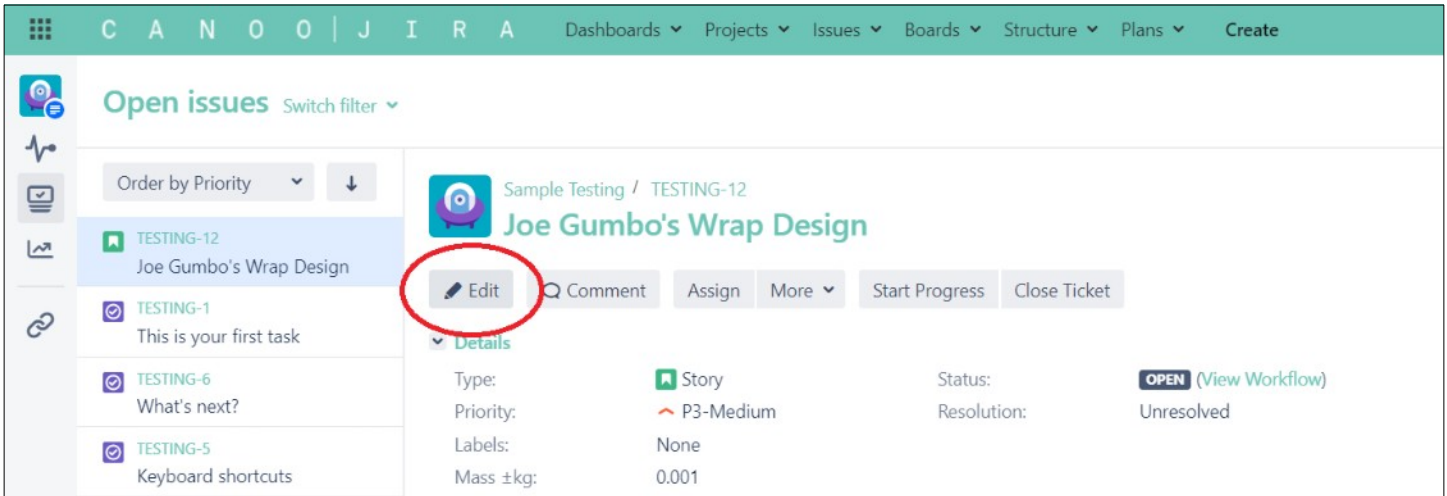 C A N O O | J I R A Dashboards Projects Issues Boards Structure Plans Create
Open issues Switch filter
Order by Priority
TESTING-12
Joe Gumbo's Wrap Design
TESTING-1
This is your first task
TESTING-6
What's next?
TESTING-5
Keyboard shortcuts
Sample Testing / TESTING-12
Joe Gumbo's Wrap Design
Edit Comment Assign More Start Progress Close Ticket
Details
Type: Story Status: OPEN (View Workflow)
Priority: P3-Medium Resolution: Unresolved
Labels: None
Mass ±kg: 0.001